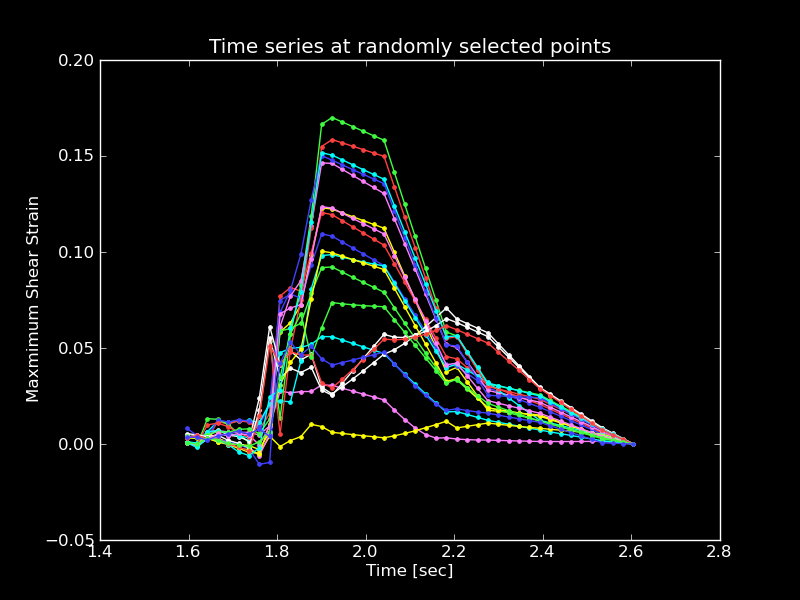 Time series at randomly selected points
0.20
0.15
0.10
0.05
0.00
−0.05
Maxmimum Shear Strain
1.4 1.6 1.8 2.0 2.2 2.4 2.6 2.8
Time [sec]